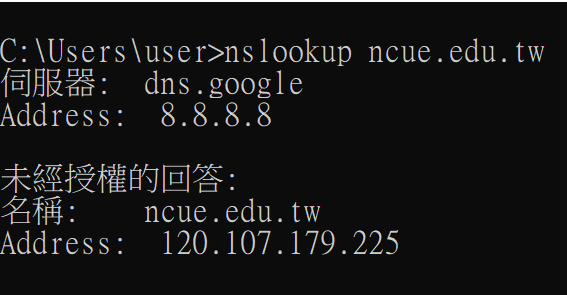 C:\Users\user>nslookup ncue.edu.tw
伺服器:  dns.google
Address:  8.8.8.8
未經授權的回答:
名稱:    ncue.edu.tw
Address:  120.107.179.225